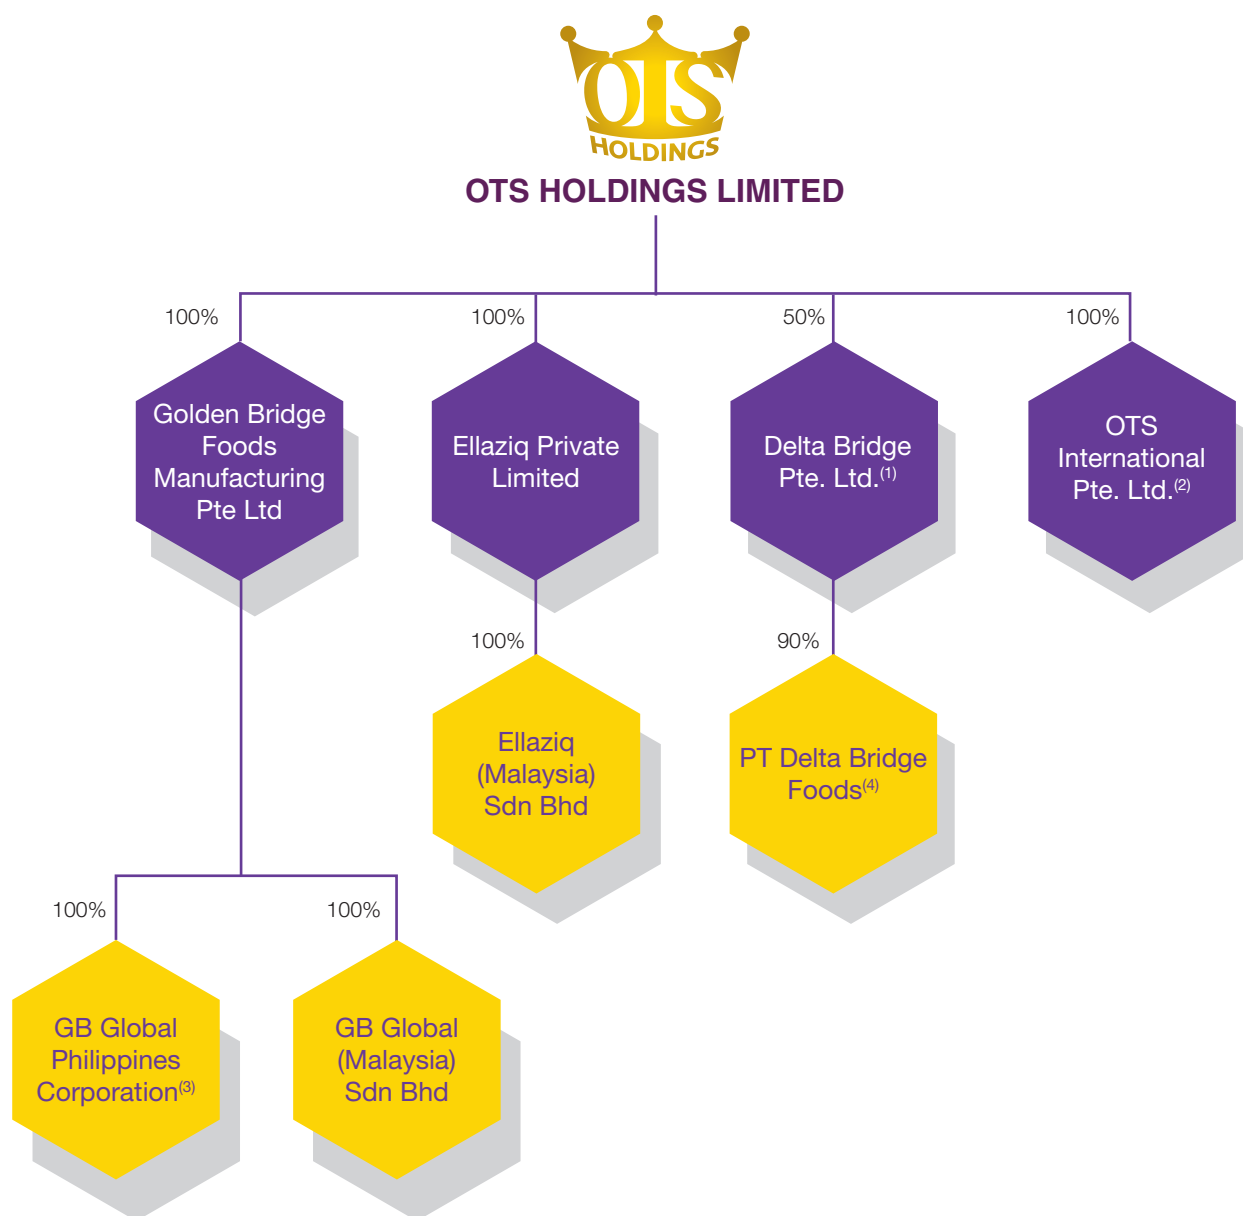 OTS
HOLDINGS
OTS HOLDINGS LIMITED
100%
100%
50%
100%
Golden Bridge
Foods
Manufacturing
Pte Ltd
Ellaziq Private
Limited
Delta Bridge
Pte. Ltd.(1)
OTS
International
Pte. Ltd.(2)
100%
90%
Ellaziq
(Malaysia)
Sdn Bhd
PT Delta Bridge
Foods(4)
100%
100%
GB Global
Philippines
Corporation(3)
GB Global
(Malaysia)
Sdn Bhd